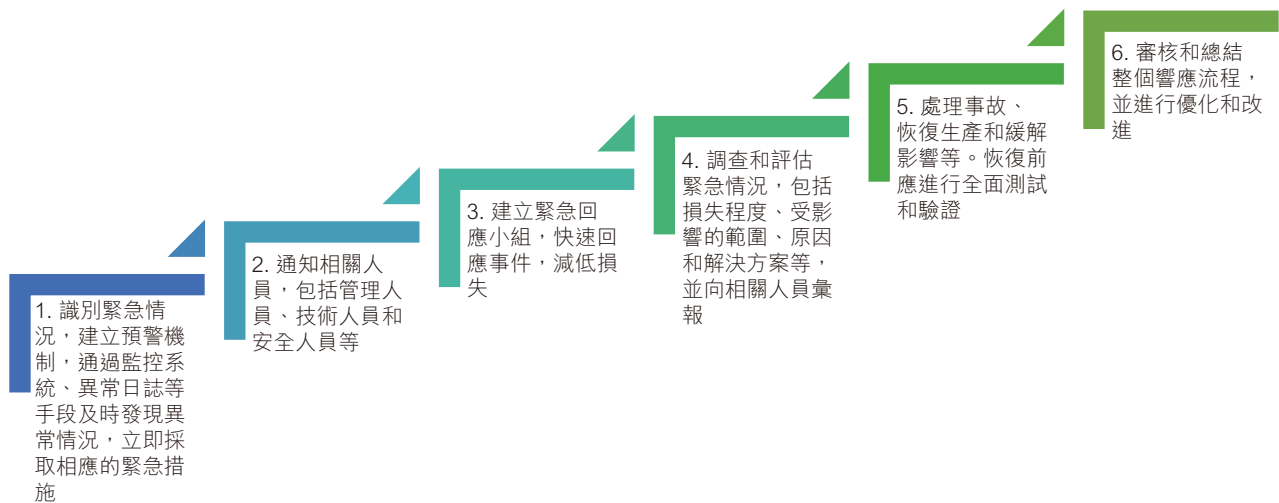 1. 識別緊急情
況，建立預警機
制，通過監控系
統、異常日誌等
手段及時發現異
常情況，立即採
取相應的緊急措
施
2. 通知相關人
員，包括管理人
員、技術人員和
安全人員等
3. 建立緊急回
應小組，快速回
應事件，減低損
失
4. 調查和評估
緊急情況，包括
損失程度、受影
響的範圍、原因
和解決方案等，
並向相關人員彙
報
5. 處理事故、
恢復生產和緩解
影響等。恢復前
應進行全面測試
和驗證
6. 審核和總結
整個響應流程，
並進行優化和改
進